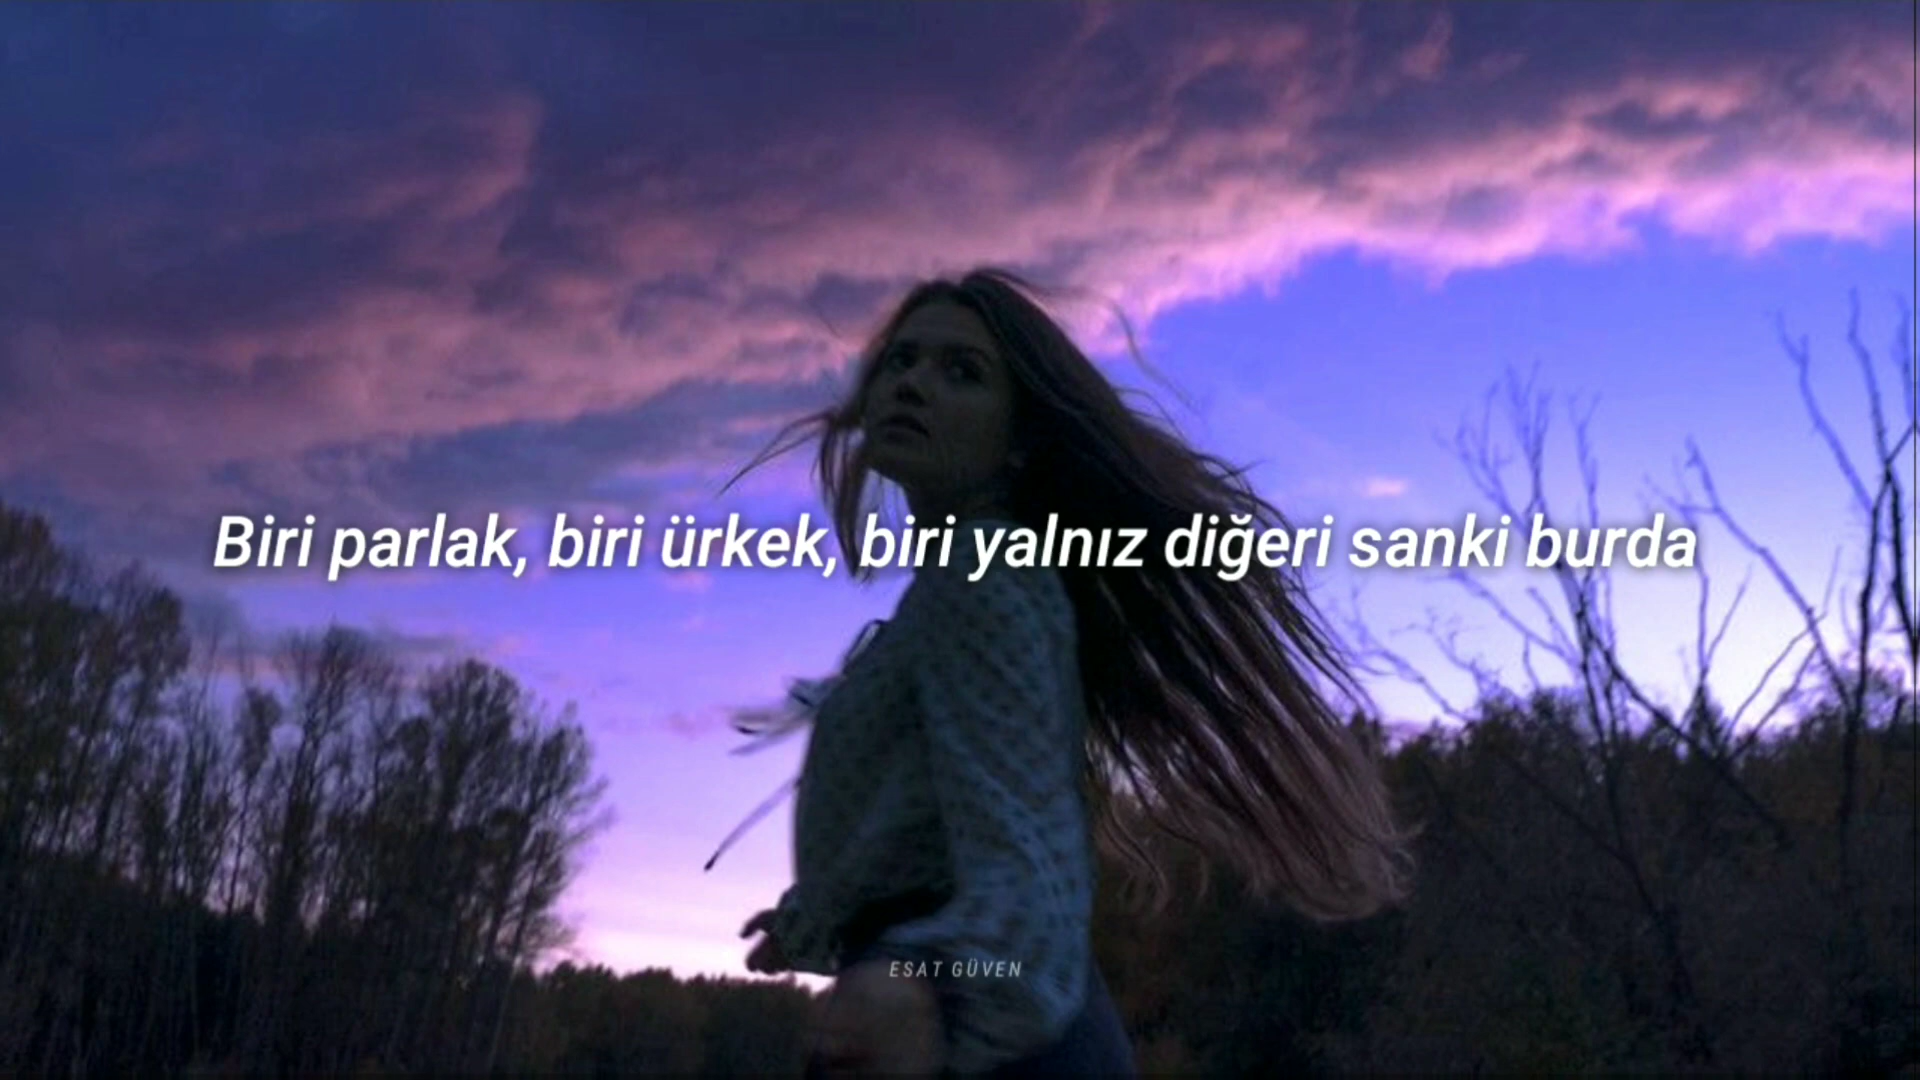 Biri parlak, biri ürkek, biri yalnız diğeri sanki burda
ESAT GÜVEN